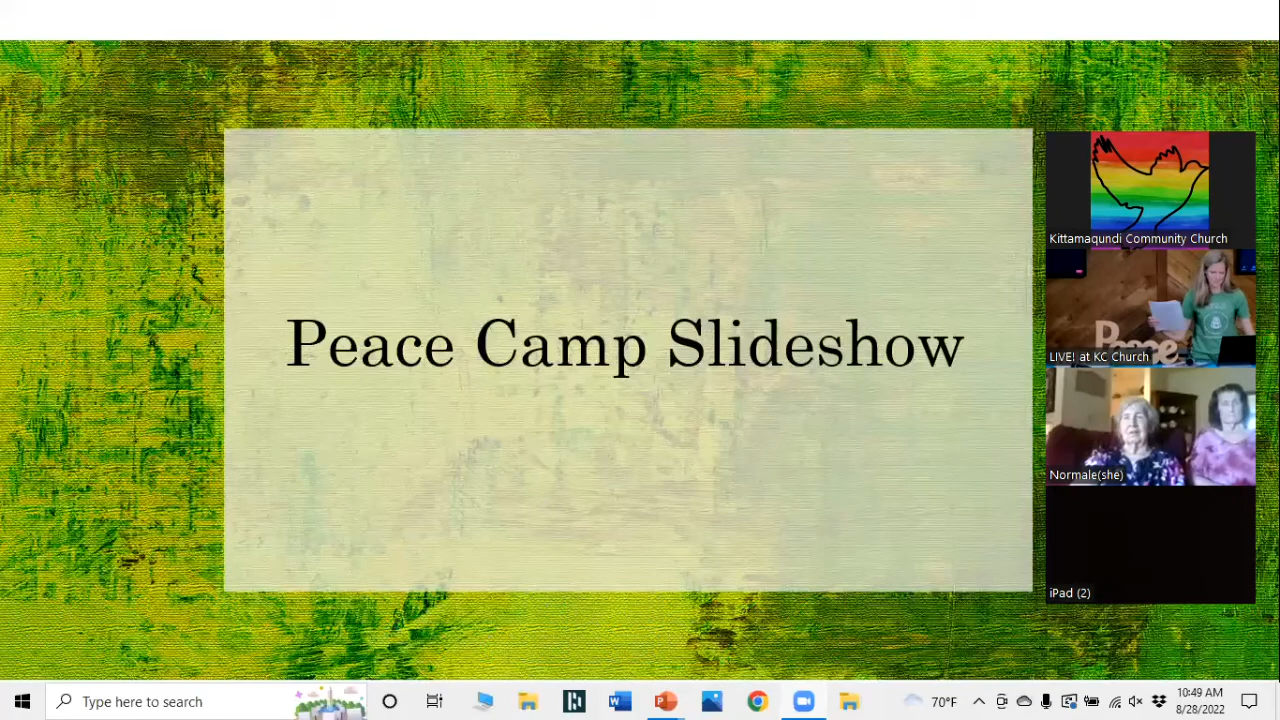 Peace Camp Slideshow
Kittamaqundi Community Church
Peace
LIVE! at KC Church
Normale(she)
iPad (2)
Type here to search
70°F
10:49 AM
8/28/2022